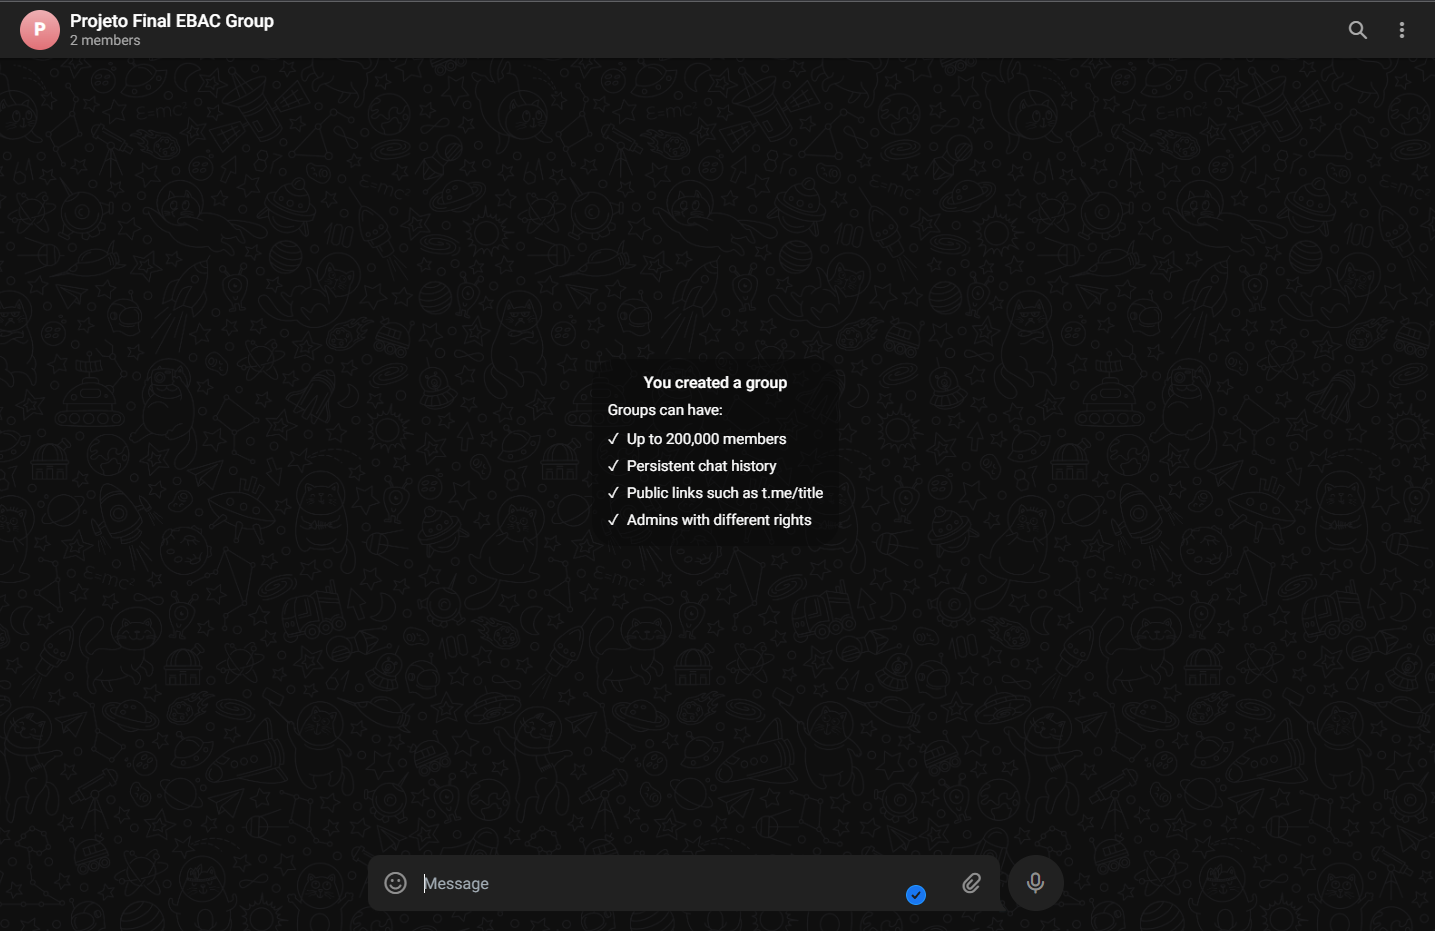 P
Projeto Final EBAC Group
2 members
You created a group
Groups can have:
✓ Up to 200,000 members
✓ Persistent chat history
✓ Public links such as t.me/title
✓ Admins with different rights
E=mc²
Message